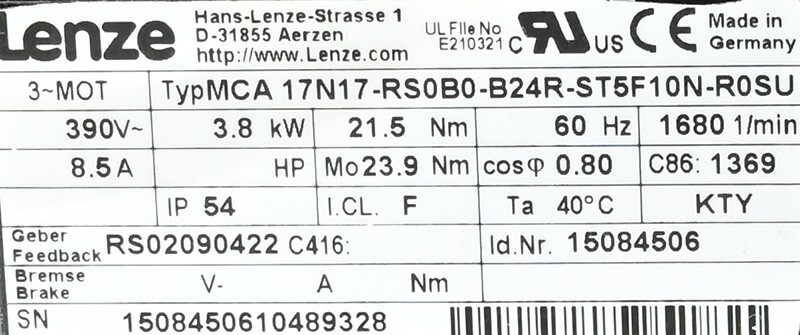 Lenze
Hans-Lenze-Strasse 1
D-31855 Aerzen
http://www.Lenze.com
UL File No
E210321
c RU US CE
Made in
Germany
3~MOT TypMCA 17N17-RS0B0-B24R-ST5F10N-R0SU
390V~ 3.8 kW 21.5 Nm 60 Hz 1680 1/min
8.5 A HP Mo23.9 Nm cosφ 0.80 C86: 1369
IP 54 I.CL. F Ta 40°C KTY
Geber
Feedback RS02090422 C416: Id.Nr. 15084506
Bremse
Brake V- A Nm
SN 1508450610489328